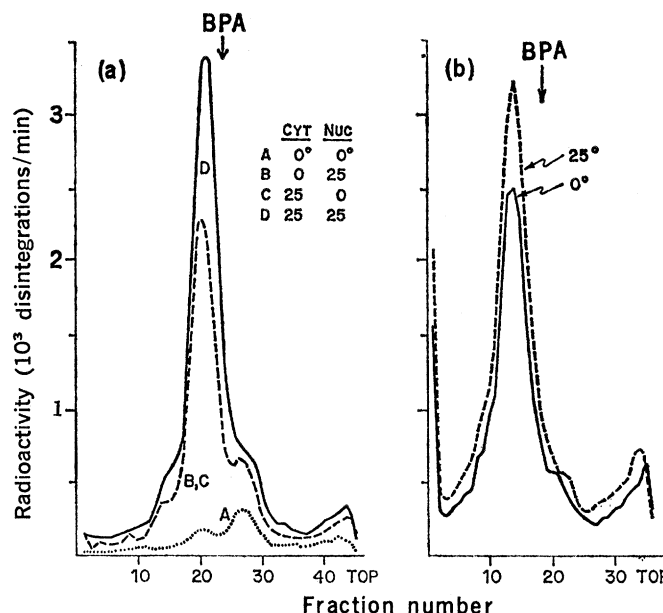 BPA
(a)
CYT NUC
A 0° 0°
B 0 25
C 25 0
D 25 25
D
B,C
A
3
2
1
10 20 30 40 TOP
BPA
(b)
25°
0°
10 20 30 TOP
Radioactivity (10³ disintegrations/min)
Fraction number